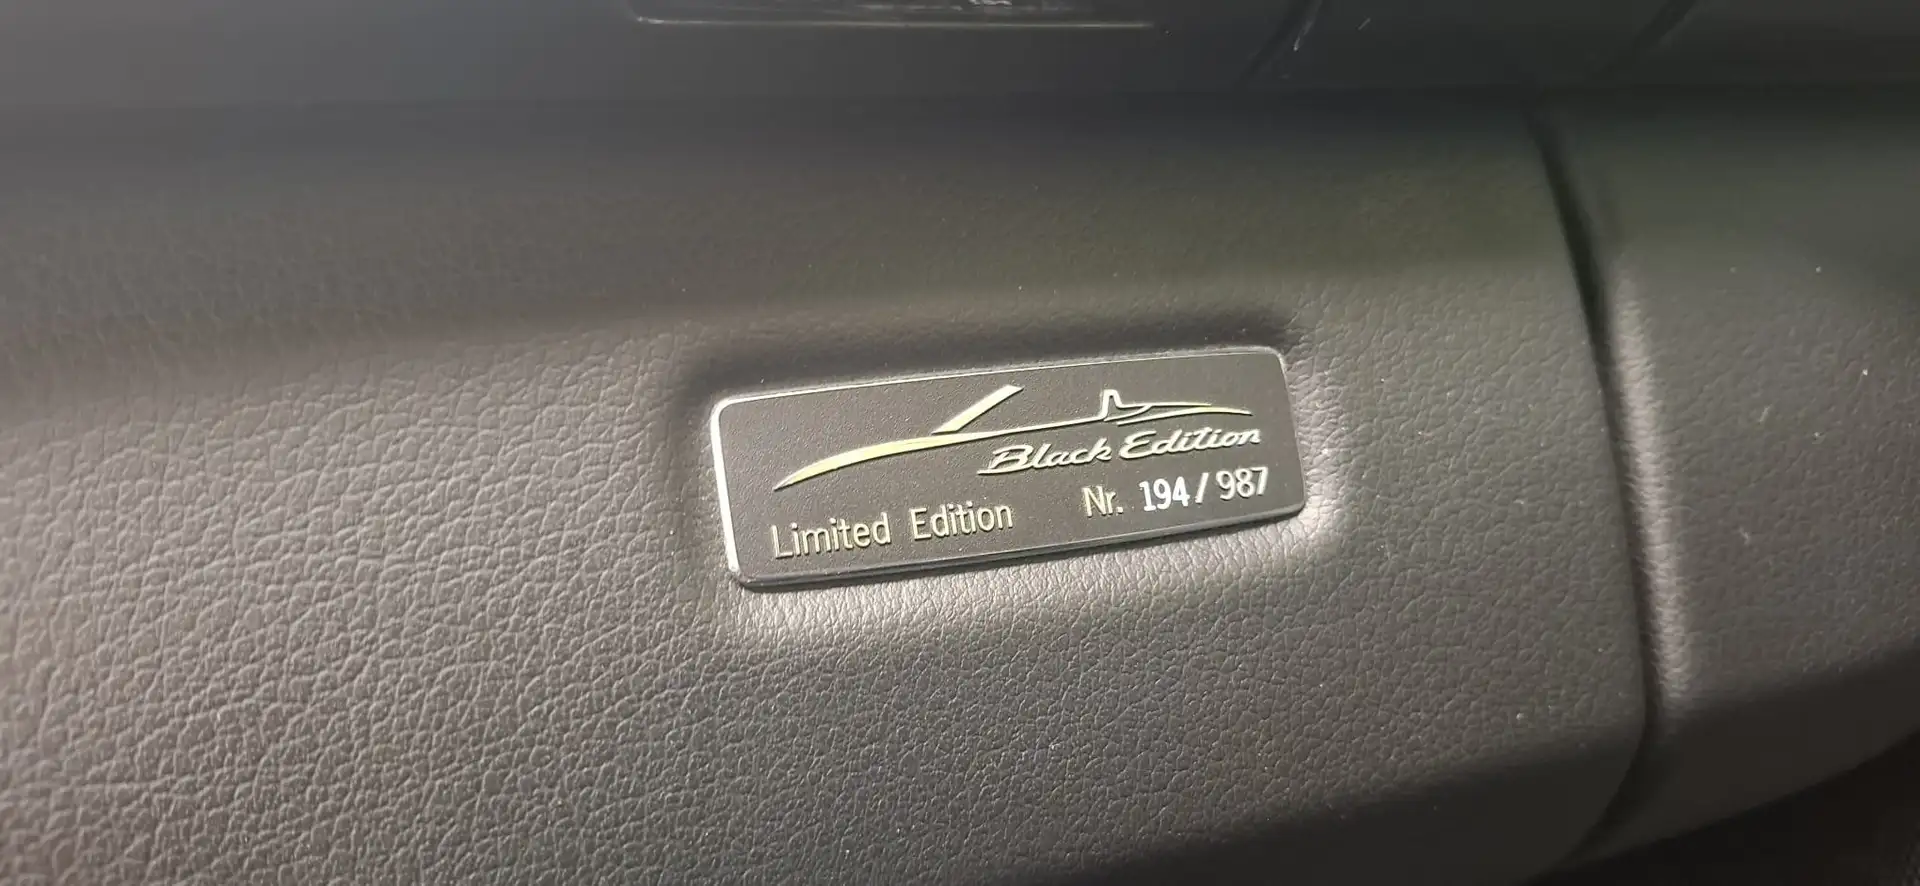 Black Edition
Limited Edition Nr. 194/987